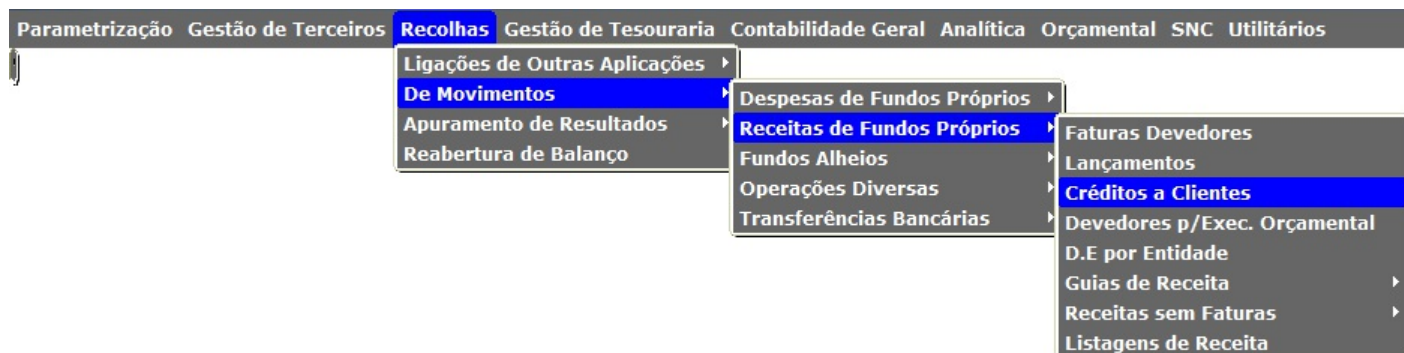 Parametrização Gestão de Terceiros Recolhas Gestão de Tesouraria Contabilidade Geral Analítica Orçamental SNC Utilitários
Ligações de Outras Aplicações
De Movimentos
Apuramento de Resultados
Reabertura de Balanço
Despesas de Fundos Próprios
Receitas de Fundos Próprios
Fundos Alheios
Operações Diversas
Transferências Bancárias
Faturas Devedores
Lançamentos
Créditos a Clientes
Devedores p/Exec. Orçamental
D.E por Entidade
Guias de Receita
Receitas sem Faturas
Listagens de Receita